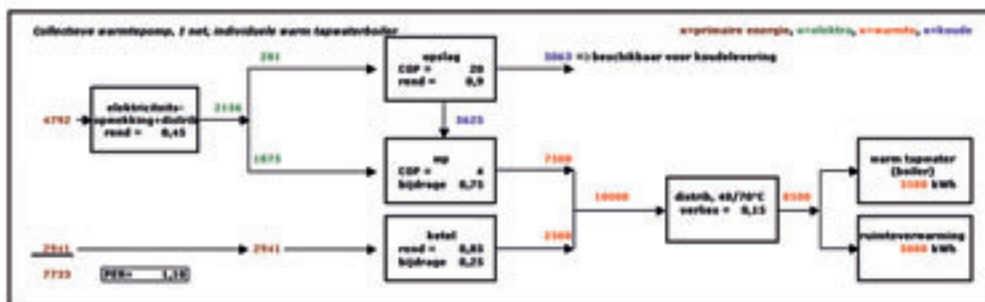 Collectieve warmtepomp, 1 net, individuele warm tapwaterboiler
x=primaire energie, x=elektra, x=warmte, x=koude
opslag
COP = 20
rend = 0,9
281
5063 => beschikbaar voor koudelevering
elektriciteits-
opwekking+distrib
rend = 0,45
4792
2156
5625
1875
wp
COP = 4
bijdrage 0,75
7500
10000
distrib, 40/70°C
verlies = 0,15
8500
warm tapwater
(boiler)
3500 kWh
ketel
rend = 0,85
bijdrage 0,25
2500
2941
2941
ruimteverwarming
5000 kWh
7733
PER= 1,10